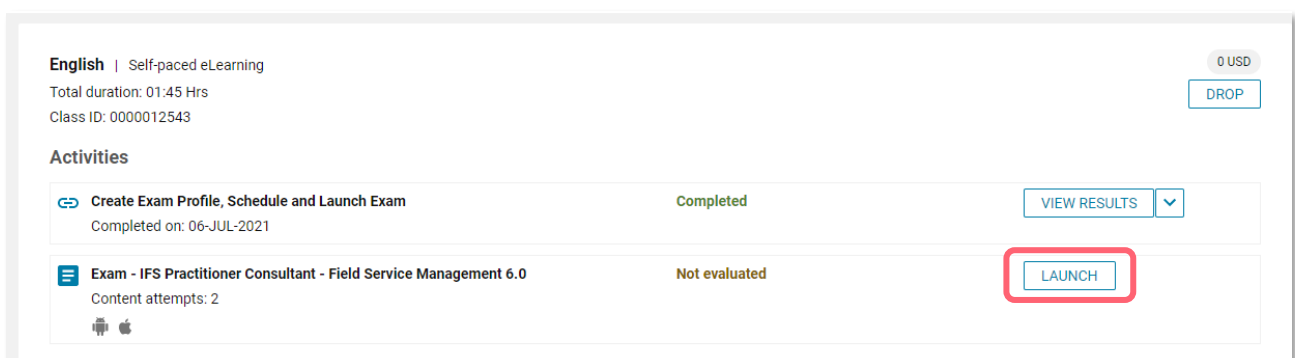 English | Self-paced eLearning
0 USD
Total duration: 01:45 Hrs
DROP
Class ID: 0000012543
Activities
Create Exam Profile, Schedule and Launch Exam
Completed
VIEW RESULTS
Completed on: 06-JUL-2021
Exam - IFS Practitioner Consultant - Field Service Management 6.0
Not evaluated
LAUNCH
Content attempts: 2